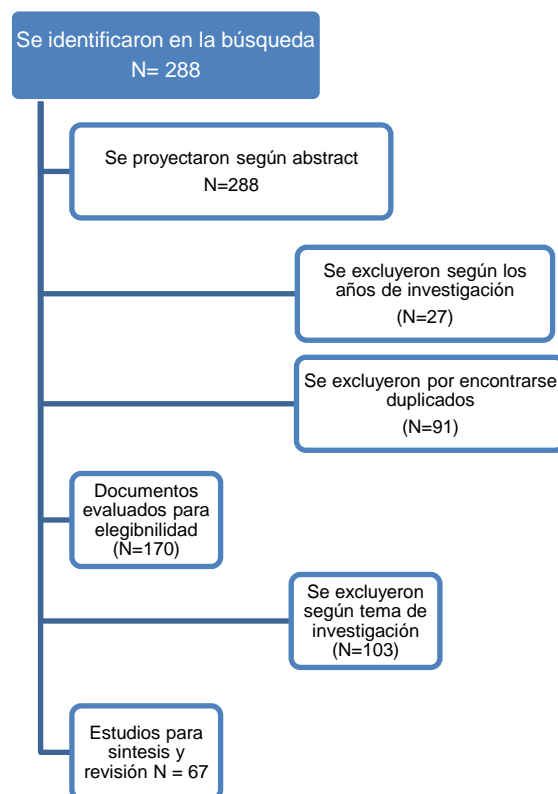 Se identificaron en la búsqueda
N= 288
Se proyectaron según abstract
N=288
Se excluyeron según los
años de investigación
(N=27)
Se excluyeron por encontrarse
duplicados
(N=91)
Documentos
evaluados para
elegibnilidad
(N=170)
Se excluyeron
según tema de
investigación
(N=103)
Estudios para
sintesis y
revisión N = 67